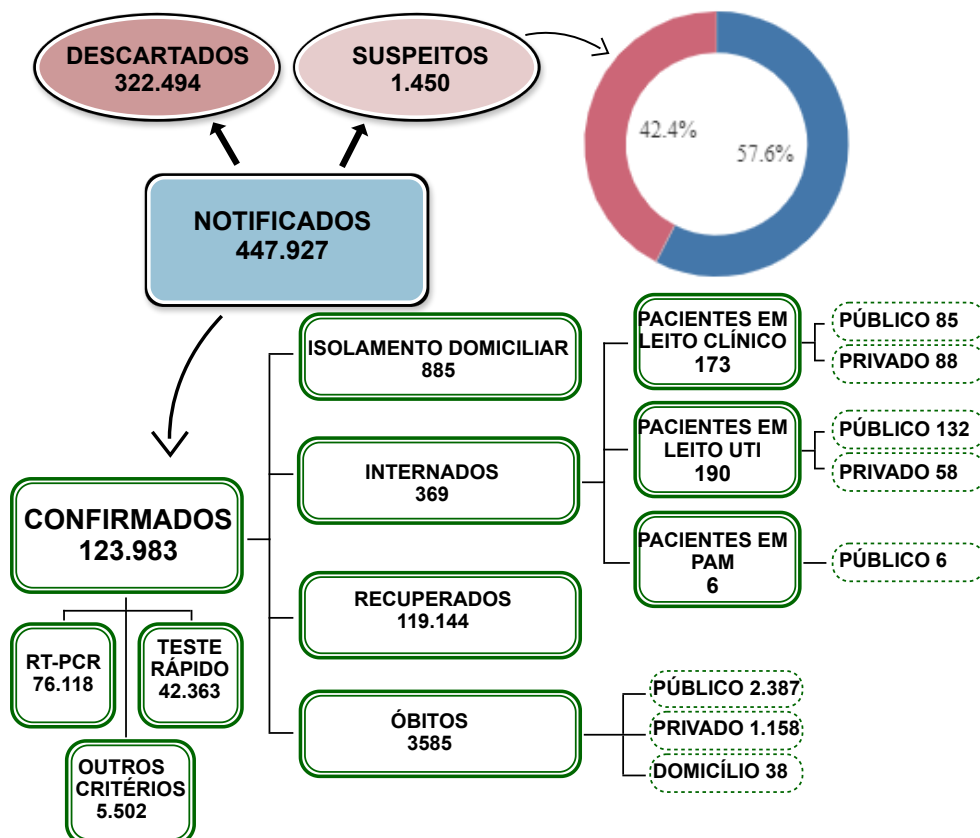 DESCARTADOS
322.494
SUSPEITOS
1.450
42.4%
57.6%
NOTIFICADOS
447.927
CONFIRMADOS
123.983
RT-PCR
76.118
TESTE
RÁPIDO
42.363
OUTROS
CRITÉRIOS
5.502
ISOLAMENTO DOMICILIAR
885
INTERNADOS
369
RECUPERADOS
119.144
ÓBITOS
3585
PACIENTES EM
LEITO CLÍNICO
173
PÚBLICO 85
PRIVADO 88
PACIENTES EM
LEITO UTI
190
PÚBLICO 132
PRIVADO 58
PACIENTES EM
PAM
6
PÚBLICO 6
PÚBLICO 2.387
PRIVADO 1.158
DOMICÍLIO 38